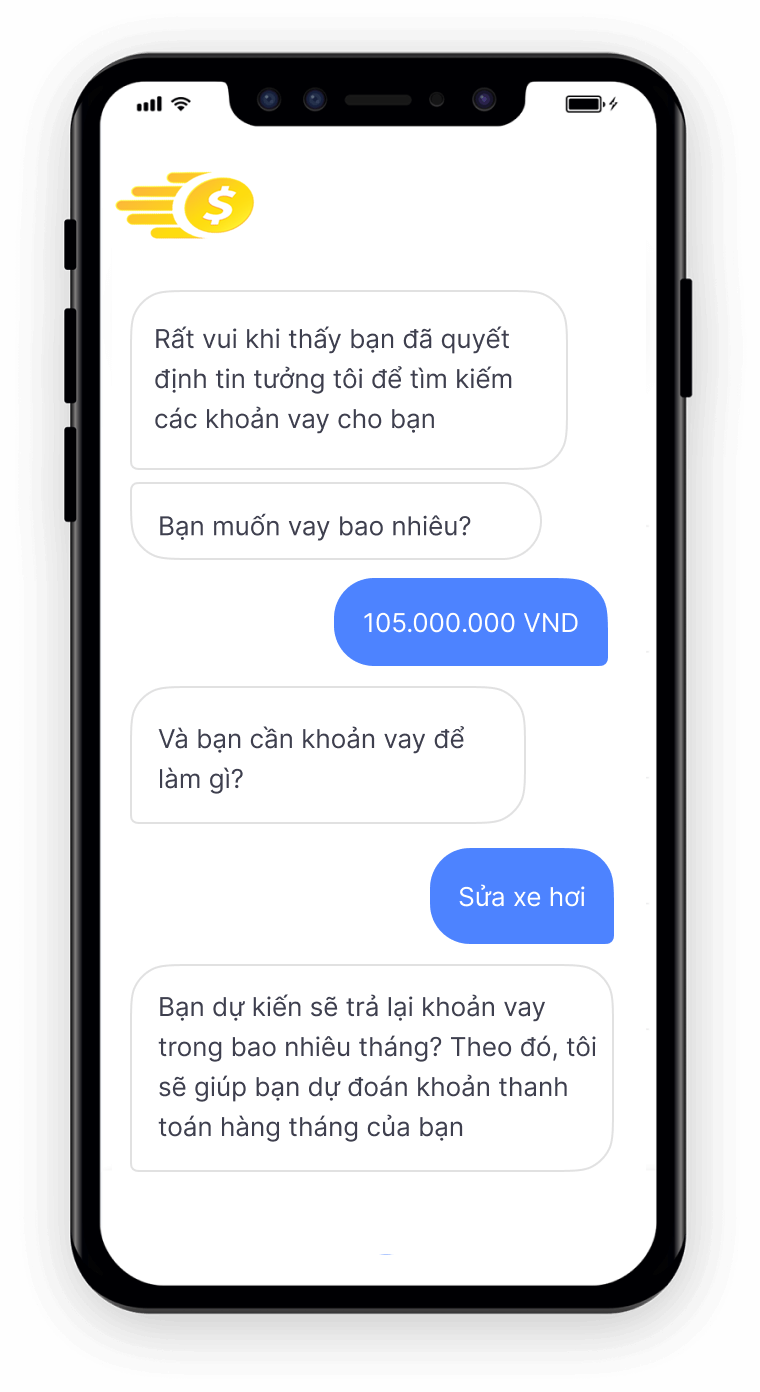 $
Rất vui khi thấy bạn đã quyết
định tin tưởng tôi để tìm kiếm
các khoản vay cho bạn
Bạn muốn vay bao nhiêu?
105.000.000 VND
Và bạn cần khoản vay để
làm gì?
Sửa xe hơi
Bạn dự kiến sẽ trả lại khoản vay
trong bao nhiêu tháng? Theo đó, tôi
sẽ giúp bạn dự đoán khoản thanh
toán hàng tháng của bạn